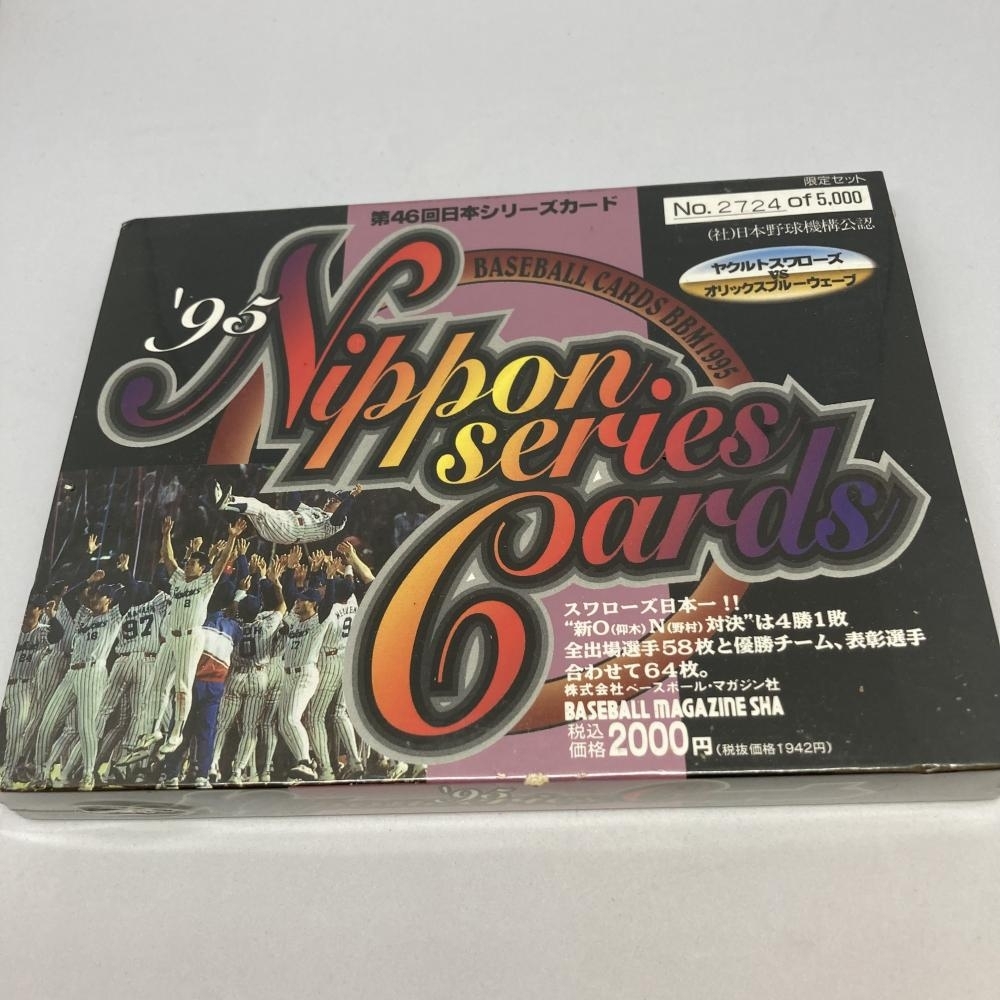 限定セット
No. 2724 of 5,000
(社)日本野球機構公認
第46回日本シリーズカード
ヤクルトスワローズ
VS
オリックスブルーウェーブ
BASEBALL CARDS BBM 1995
'95
Nippon
series
Cards
6
スワローズ日本一!!
"新O(仰木)N(野村)対決"は4勝1敗
全出場選手58枚と優勝チーム、表彰選手
合わせて64枚。
株式会社ベースボール・マガジン社
BASEBALL MAGAZINE SHA
税込
価格2000円(税抜価格1942円)
16
97
8
'95